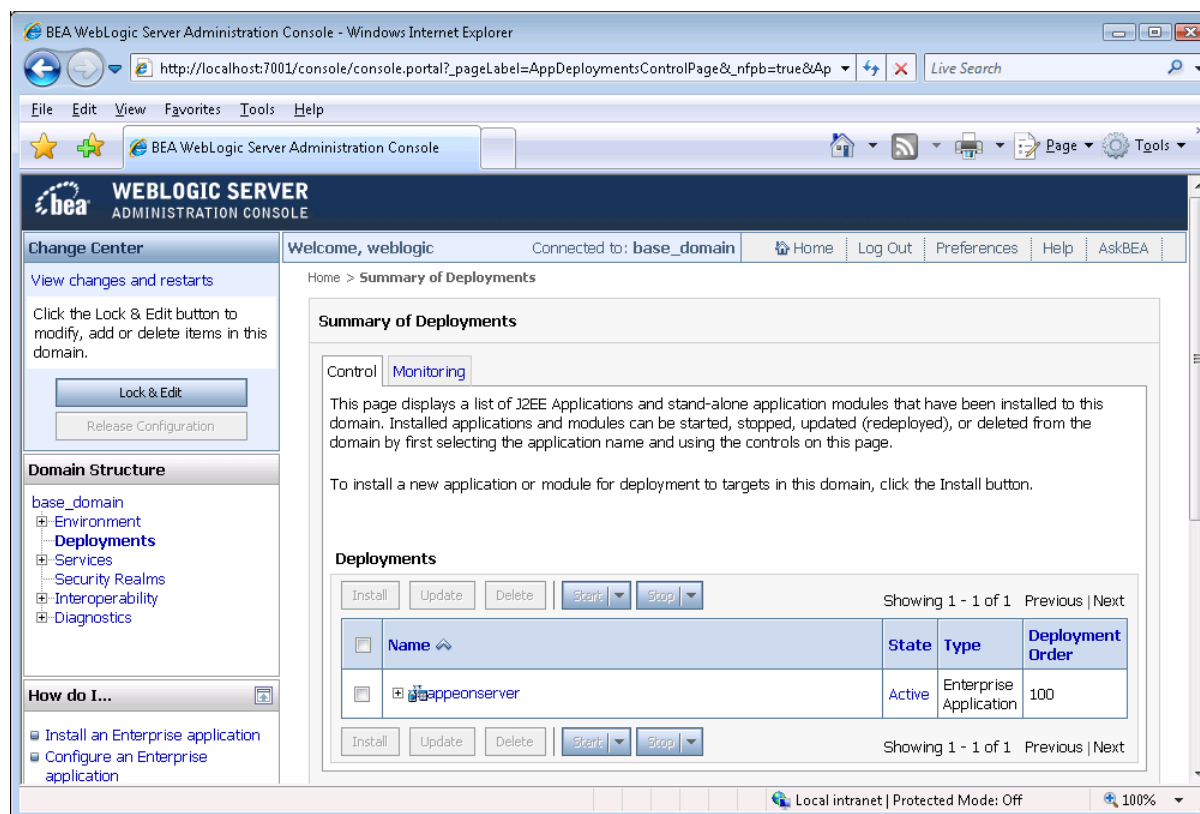 BEA WebLogic Server Administration Console - Windows Internet Explorer
http://localhost:7001/console/console.portal?_pageLabel=AppDeploymentsControlPage&_nfpb=true&Ap
Live Search
File Edit View Favorites Tools Help
BEA WebLogic Server Administration Console
Page Tools
bea WEBLOGIC SERVER
ADMINISTRATION CONSOLE
Change Center
View changes and restarts
Click the Lock & Edit button to
modify, add or delete items in this
domain.
Lock & Edit
Release Configuration
Domain Structure
base_domain
Environment
Deployments
Services
Security Realms
Interoperability
Diagnostics
How do I...
Install an Enterprise application
Configure an Enterprise
application
Welcome, weblogic Connected to: base_domain Home Log Out Preferences Help AskBEA
Home > Summary of Deployments
Summary of Deployments
Control Monitoring
This page displays a list of J2EE Applications and stand-alone application modules that have been installed to this
domain. Installed applications and modules can be started, stopped, updated (redeployed), or deleted from the
domain by first selecting the application name and using the controls on this page.
To install a new application or module for deployment to targets in this domain, click the Install button.
Deployments
Install Update Delete Start Stop Showing 1 - 1 of 1 Previous | Next
Name State Type Deployment
Order
appeonserver Active Enterprise
Application 100
Install Update Delete Start Stop Showing 1 - 1 of 1 Previous | Next
Local intranet | Protected Mode: Off 100%